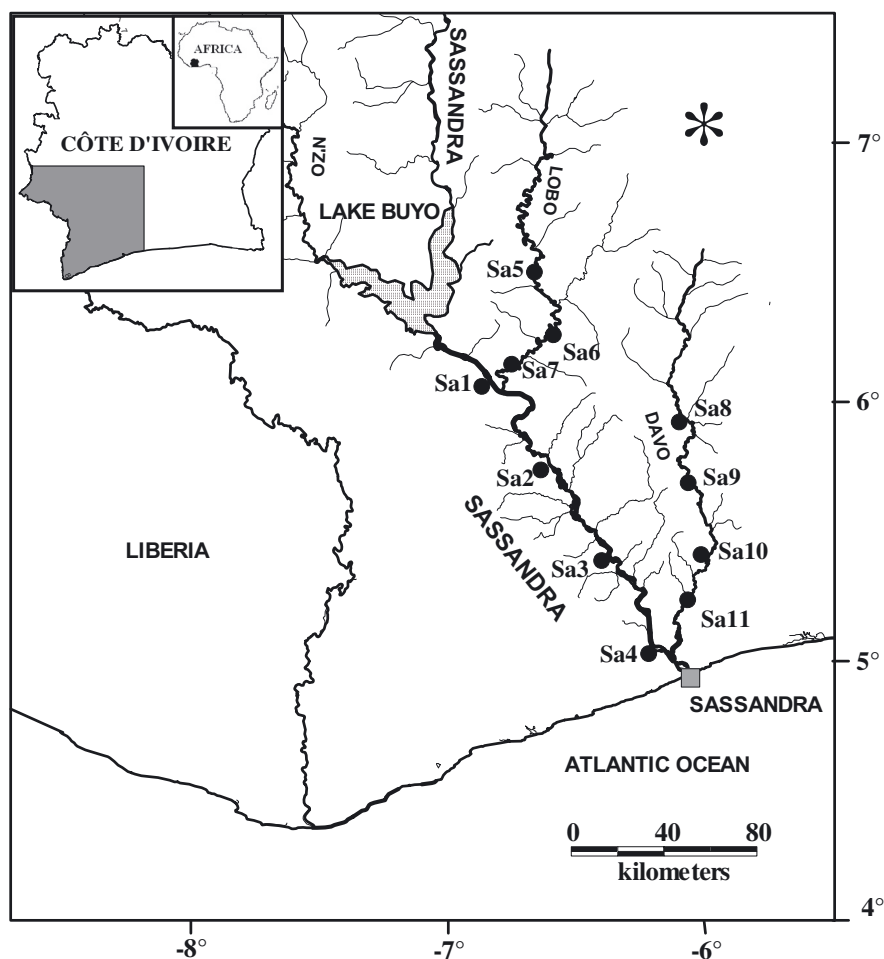 AFRICA
CÔTE D'IVOIRE
N'ZO
SASSANDRA
LOBO
7°
LAKE BUYO
Sa5
Sa6
Sa7
Sa1
6°
Sa8
DAVO
Sa2
Sa9
SASSANDRA
LIBERIA
Sa10
Sa3
Sa11
Sa4
5°
SASSANDRA
ATLANTIC OCEAN
0 40 80
kilometers
4°
-8° -7° -6°